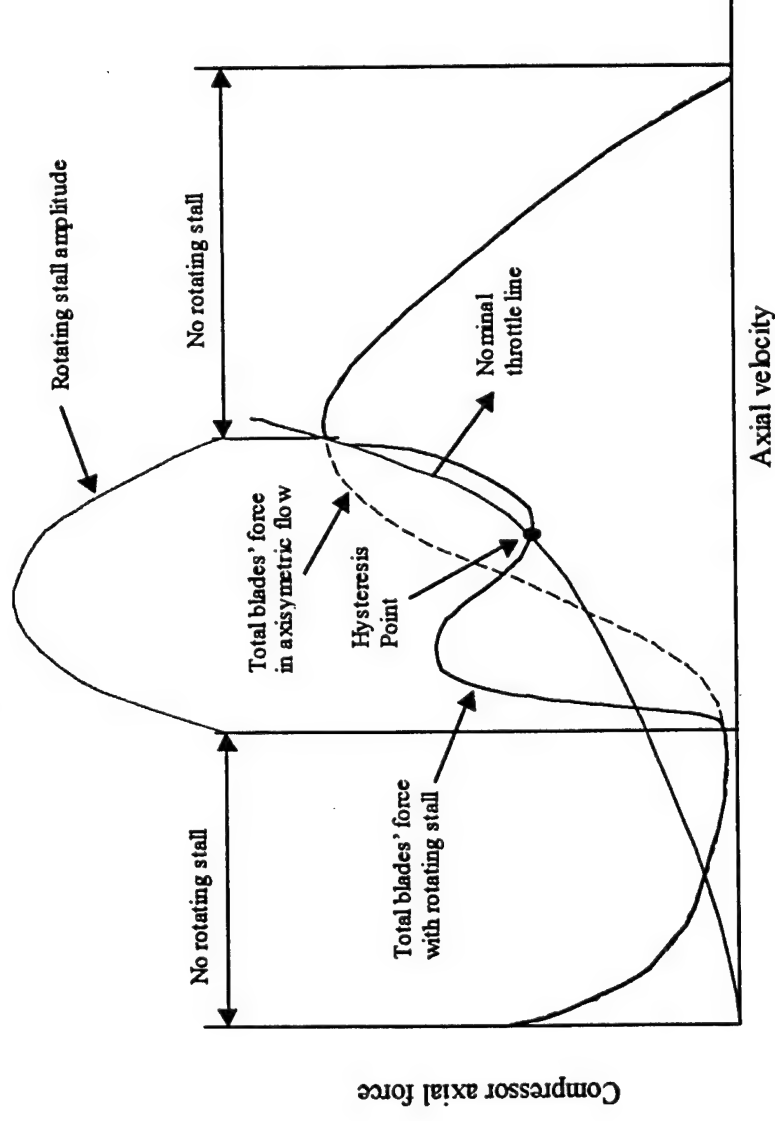 Rotating stall amplitude
No rotating stall
No rotating stall
Total blades' force
in axisymetric flow
Hysteresis
Point
Nominal
throttle line
Total blades' force
with rotating stall
Compressor axial force
Axial velocity